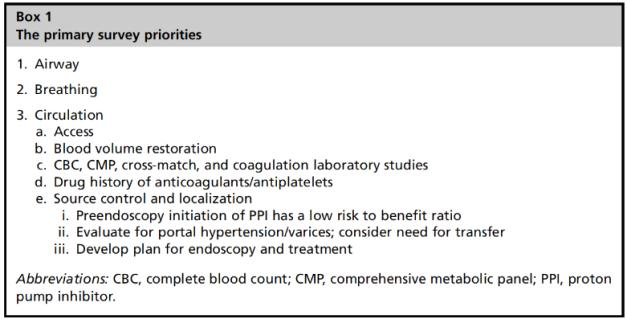 Box 1
The primary survey priorities
1. Airway
2. Breathing
3. Circulation
a. Access
b. Blood volume restoration
c. CBC, CMP, cross-match, and coagulation laboratory studies
d. Drug history of anticoagulants/antiplatelets
e. Source control and localization
i. Preendoscopy initiation of PPI has a low risk to benefit ratio
ii. Evaluate for portal hypertension/varices; consider need for transfer
iii. Develop plan for endoscopy and treatment
Abbreviations: CBC, complete blood count; CMP, comprehensive metabolic panel; PPI, proton
pump inhibitor.